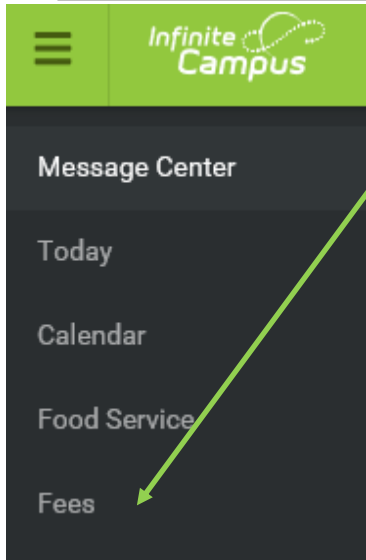 Infinite
Campus
Message Center
Today
Calendar
Food Service
Fees